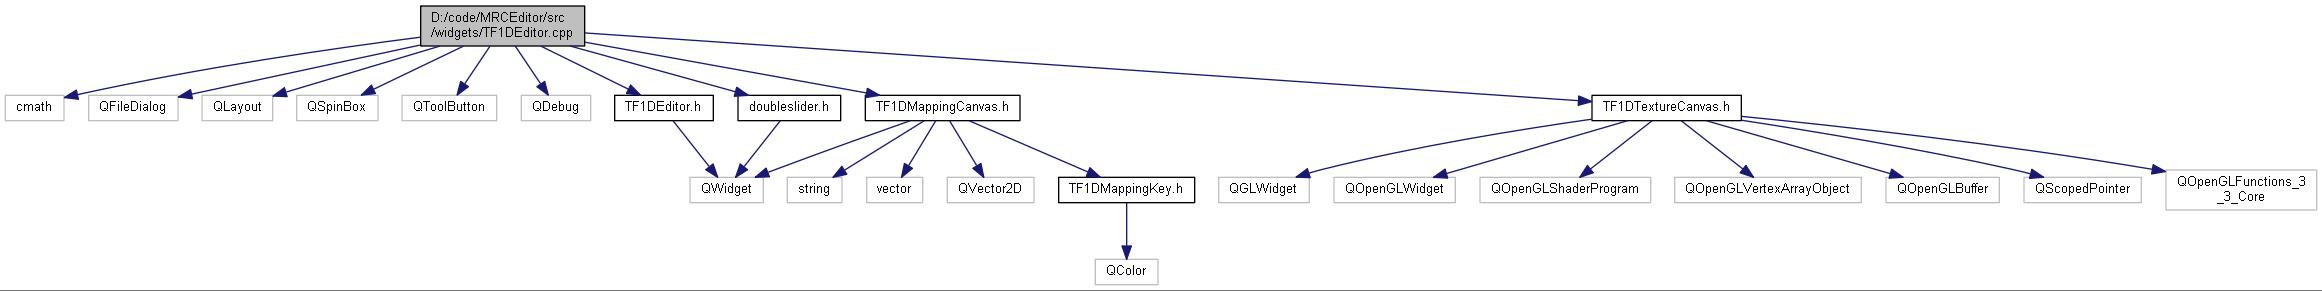 D:/code/MRCEditor/src
/widgets/TF1DEditor.cpp
cmath
QFileDialog
QLayout
QSpinBox
QToolButton
QDebug
TF1DEditor.h
doubleslider.h
TF1DMappingCanvas.h
TF1DTextureCanvas.h
QWidget
string
vector
QVector2D
TF1DMappingKey.h
QGLWidget
QOpenGLWidget
QOpenGLShaderProgram
QOpenGLVertexArrayObject
QOpenGLBuffer
QScopedPointer
QOpenGLFunctions_3
_3_Core
QColor